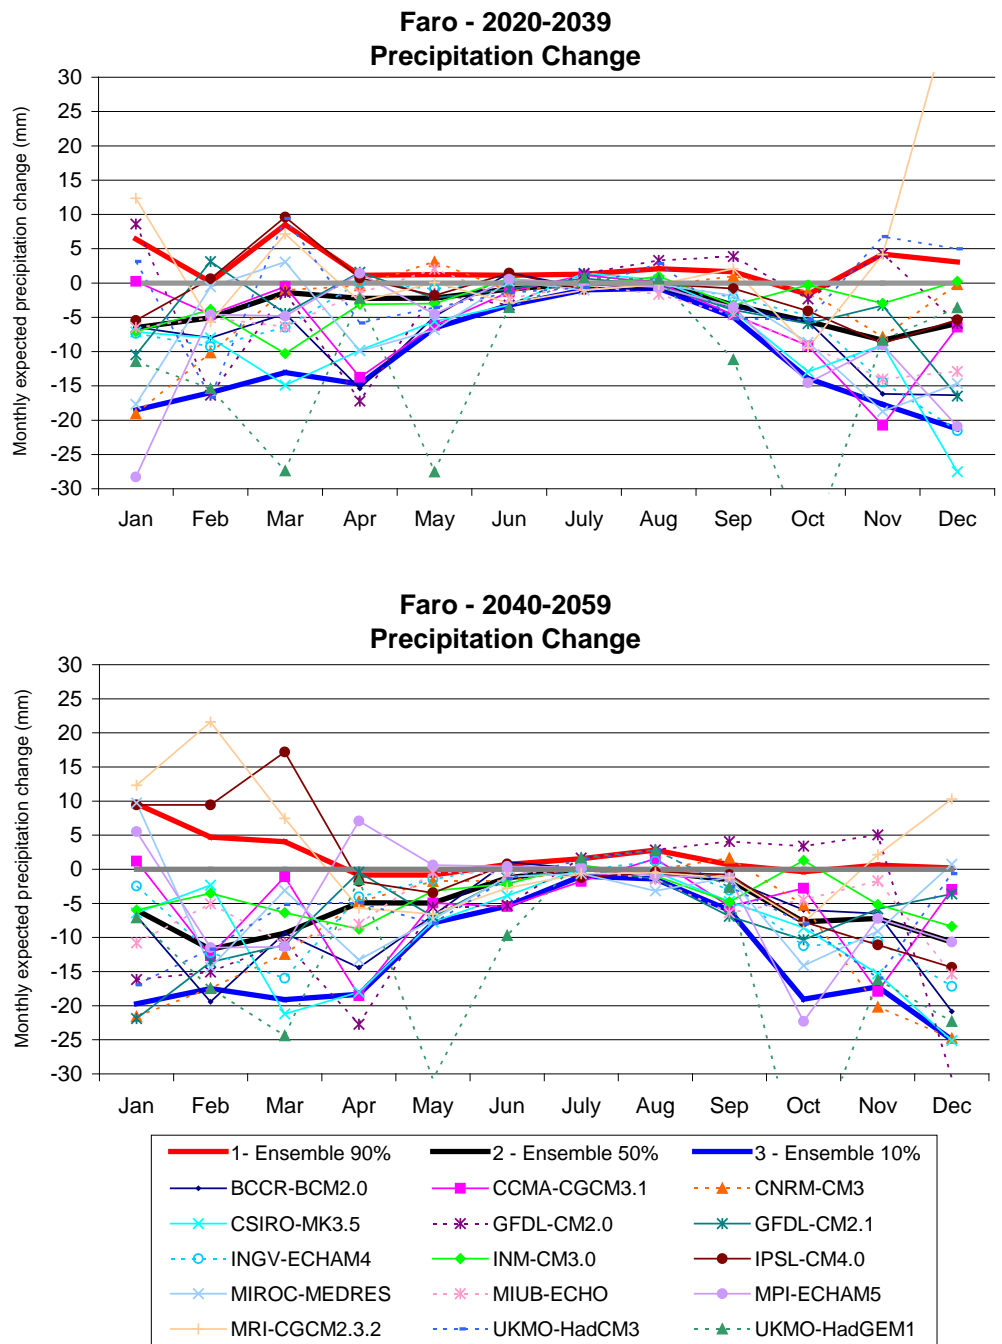 Faro - 2020-2039
Precipitation Change
Monthly expected precipitation change (mm)
30
25
20
15
10
5
0
-5
-10
-15
-20
-25
-30
Jan Feb Mar Apr May Jun July Aug Sep Oct Nov Dec
Faro - 2040-2059
Precipitation Change
Monthly expected precipitation change (mm)
30
25
20
15
10
5
0
-5
-10
-15
-20
-25
-30
Jan Feb Mar Apr May Jun July Aug Sep Oct Nov Dec
1- Ensemble 90% 2 - Ensemble 50% 3 - Ensemble 10%
BCCR-BCM2.0 CCMA-CGCM3.1 CNRM-CM3
CSIRO-MK3.5 GFDL-CM2.0 GFDL-CM2.1
INGV-ECHAM4 INM-CM3.0 IPSL-CM4.0
MIROC-MEDRES MIUB-ECHO MPI-ECHAM5
MRI-CGCM2.3.2 UKMO-HadCM3 UKMO-HadGEM1